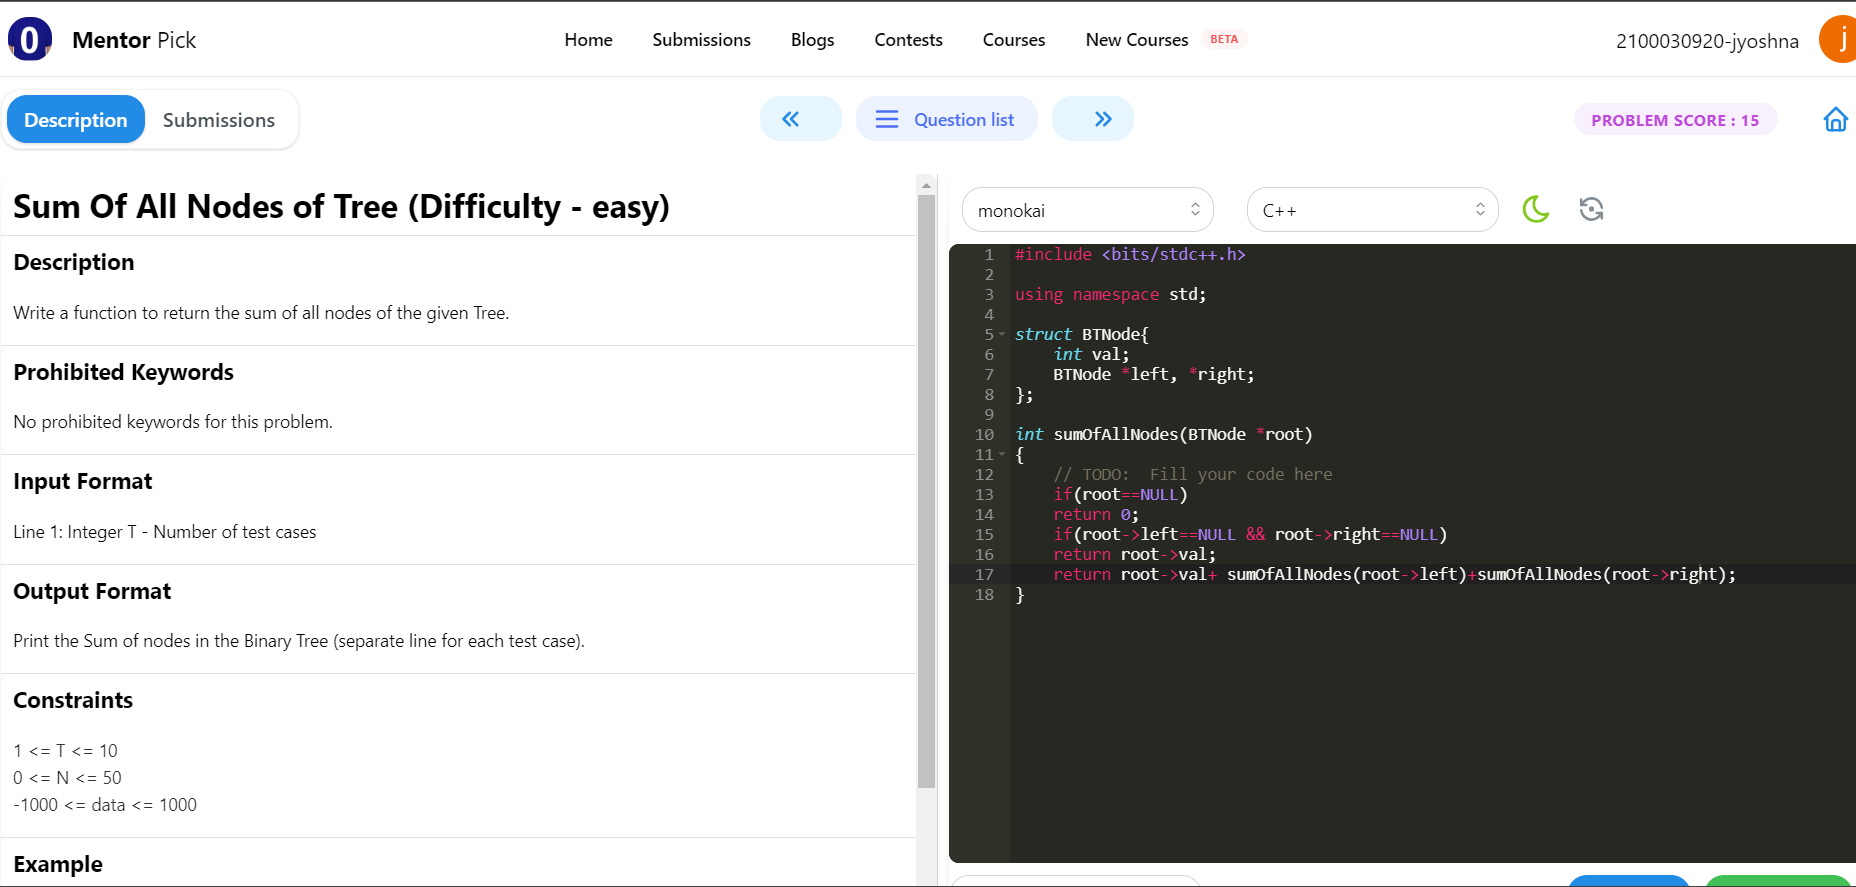 0 Mentor Pick
Home Submissions Blogs Contests Courses New Courses BETA
2100030920-jyoshna j
Description Submissions
Question list
PROBLEM SCORE : 15
Sum Of All Nodes of Tree (Difficulty - easy)
Description
Write a function to return the sum of all nodes of the given Tree.
Prohibited Keywords
No prohibited keywords for this problem.
Input Format
Line 1: Integer T - Number of test cases
Output Format
Print the Sum of nodes in the Binary Tree (separate line for each test case).
Constraints
1 <= T <= 10
0 <= N <= 50
-1000 <= data <= 1000
Example
monokai C++
1 #include <bits/stdc++.h>
2
3 using namespace std;
4
5 struct BTNode{
6     int val;
7     BTNode *left, *right;
8 };
9
10 int sumOfAllNodes(BTNode *root)
11 {
12     // TODO:  Fill your code here
13     if(root==NULL)
14     return 0;
15     if(root->left==NULL && root->right==NULL)
16     return root->val;
17     return root->val+ sumOfAllNodes(root->left)+sumOfAllNodes(root->right);
18 }